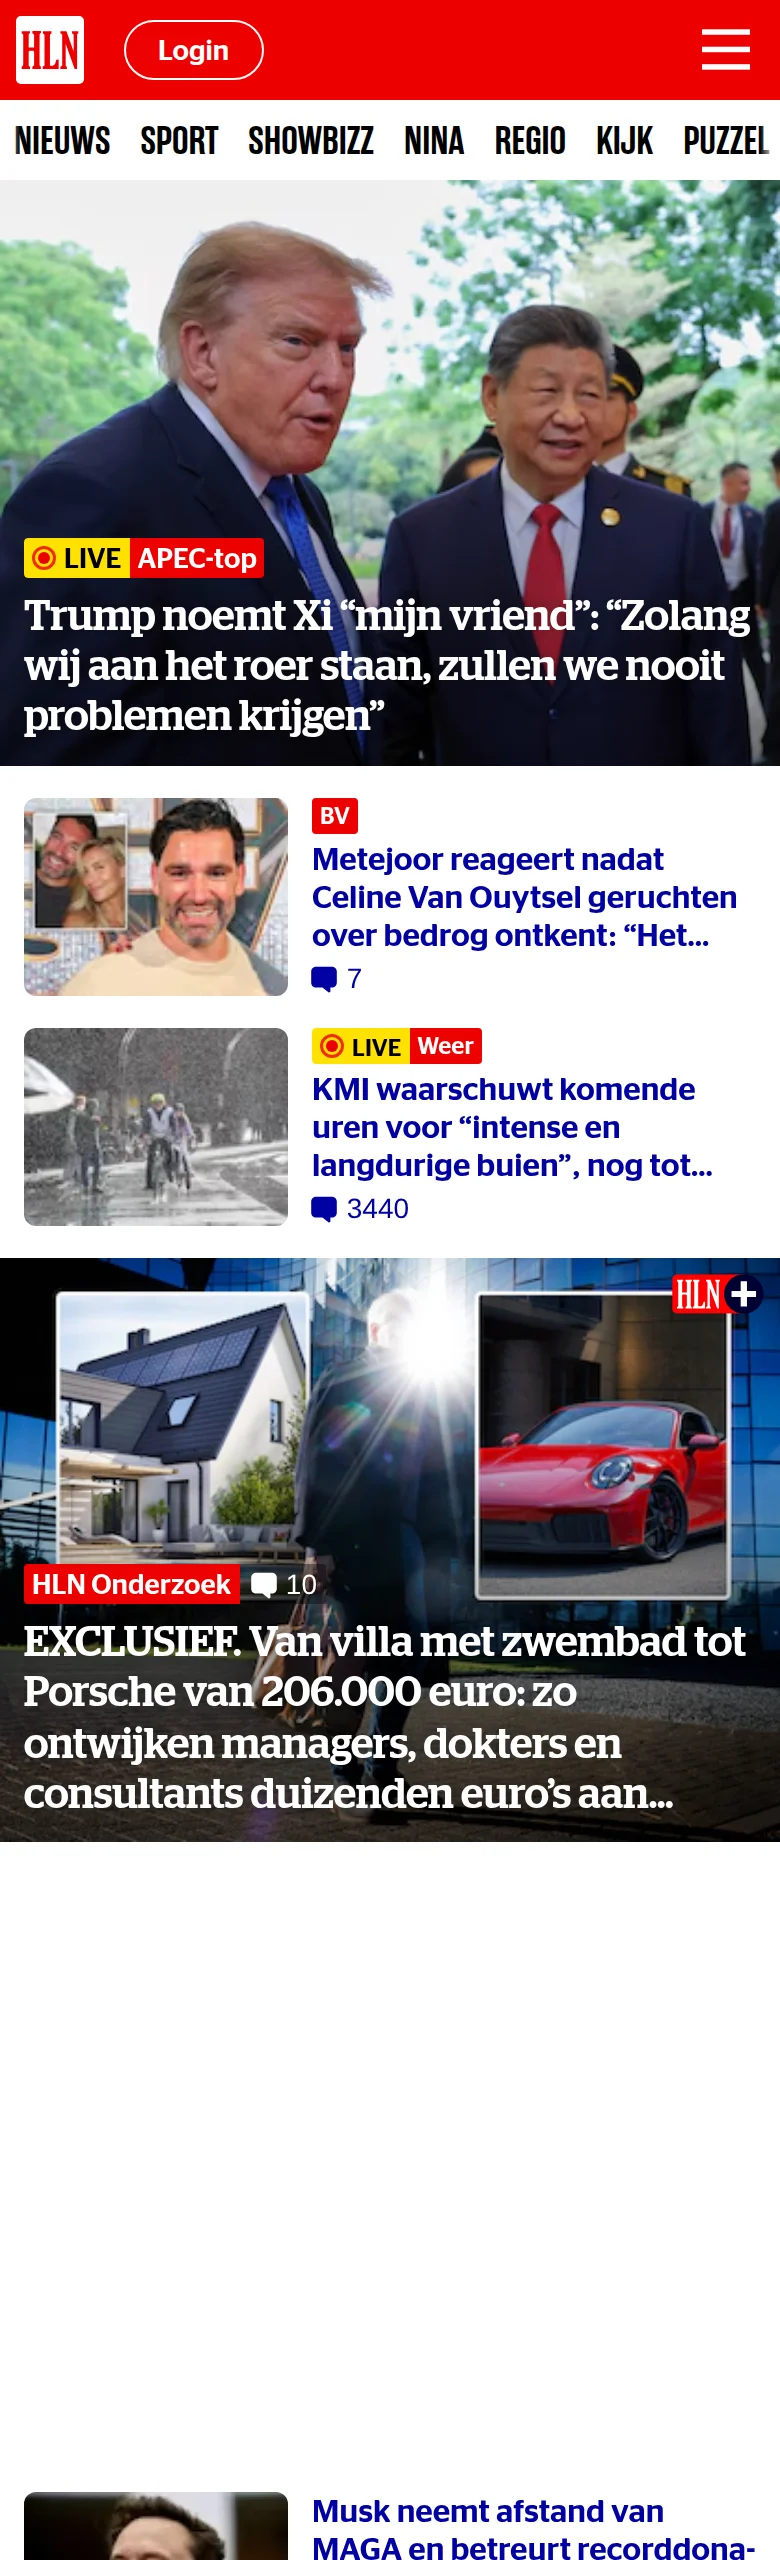 HLN
Login
NIEUWS SPORT SHOWBIZZ NINA REGIO KIJK PUZZEL
LIVE APEC-top
Trump noemt Xi “mijn vriend”: “Zolang
wij aan het roer staan, zullen we nooit
problemen krijgen”
BV
Metejoor reageert nadat
Celine Van Ouytsel geruchten
over bedrog ontkent: “Het...
7
LIVE Weer
KMI waarschuwt komende
uren voor “intense en
langdurige buien”, nog tot...
3440
HLN+
HLN Onderzoek 10
EXCLUSIEF. Van villa met zwembad tot
Porsche van 206.000 euro: zo
ontwijken managers, dokters en
consultants duizenden euro’s aan...
Musk neemt afstand van
MAGA en betreurt recorddona-